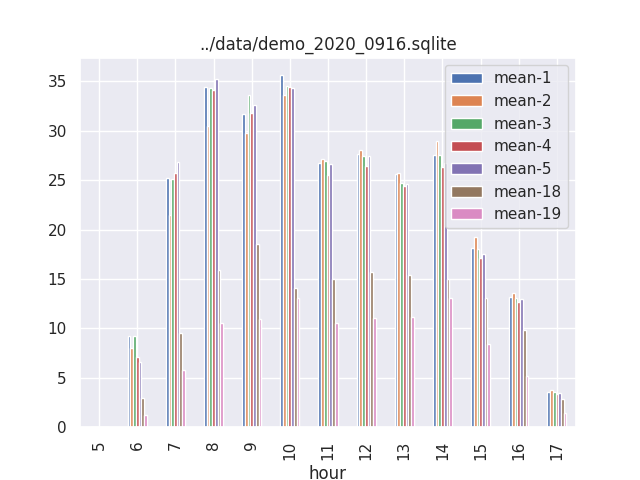 ../data/demo_2020_0916.sqlite
mean-1
mean-2
mean-3
mean-4
mean-5
mean-18
mean-19
35
30
25
20
15
10
5
0
5 6 7 8 9 10 11 12 13 14 15 16 17
hour